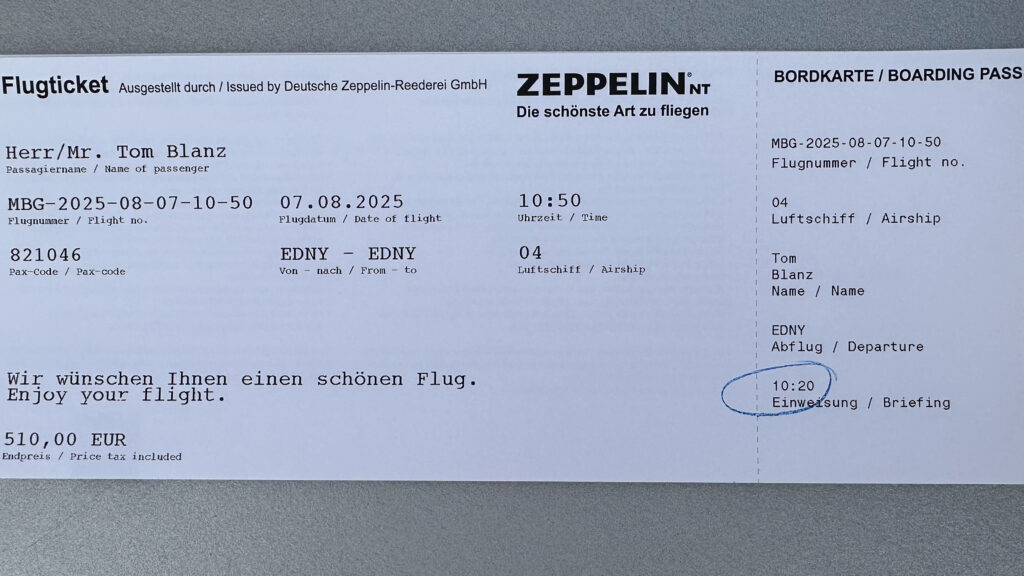 Flugticket Ausgestellt durch / Issued by Deutsche Zeppelin-Reederei GmbH
ZEPPELIN® NT
Die schönste Art zu fliegen
Herr/Mr. Tom Blanz
Passagiername / Name of passenger
MBG-2025-08-07-10-50 07.08.2025 10:50
Flugnummer / Flight no. Flugdatum / Date of flight Uhrzeit / Time
821046 EDNY - EDNY 04
Pax-Code / Pax-code Von - nach / From - to Luftschiff / Airship
Wir wünschen Ihnen einen schönen Flug.
Enjoy your flight.
510,00 EUR
Endpreis / Price tax included
BORDKARTE / BOARDING PASS
MBG-2025-08-07-10-50
Flugnummer / Flight no.
04
Luftschiff / Airship
Tom
Blanz
Name / Name
EDNY
Abflug / Departure
10:20
Einweisung / Briefing